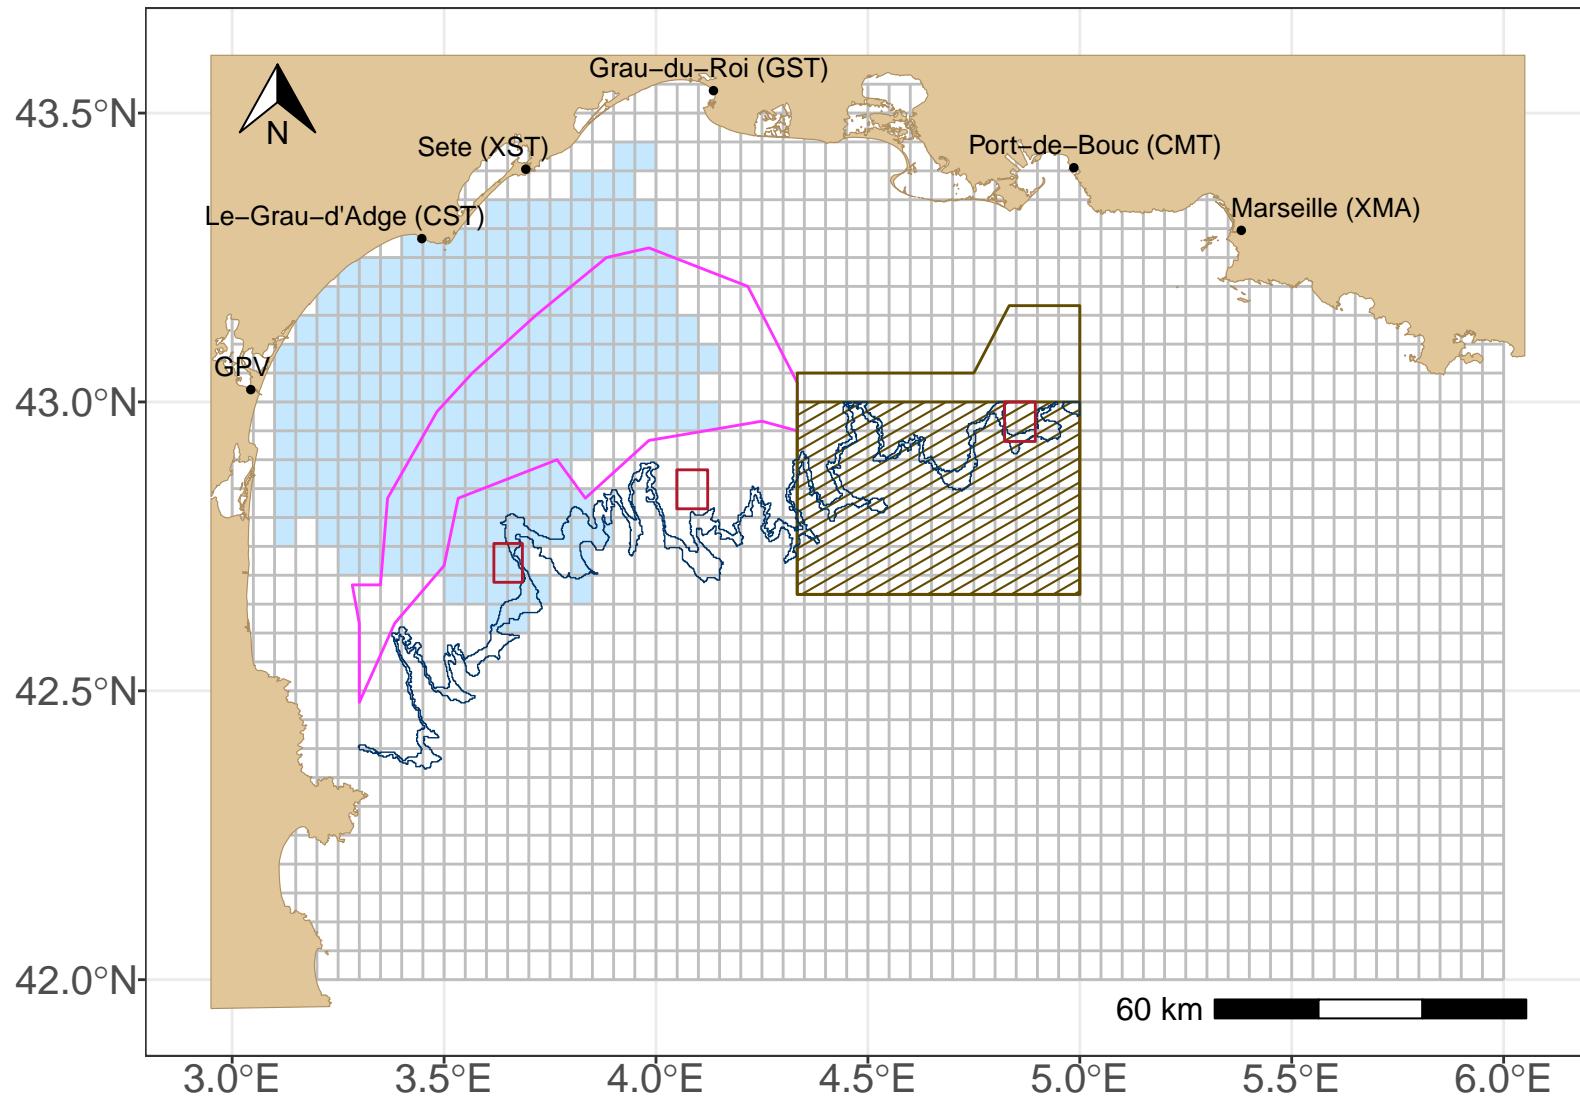 Grau−du−Roi (GST)
43.5°N
N
Sete (XST)
Port−de−Bouc (CMT)
Le−Grau−d'Adge (CST)
Marseille (XMA)
GPV
43.0°N
42.5°N
42.0°N
60 km
3.0°E 3.5°E 4.0°E 4.5°E 5.0°E 5.5°E 6.0°E